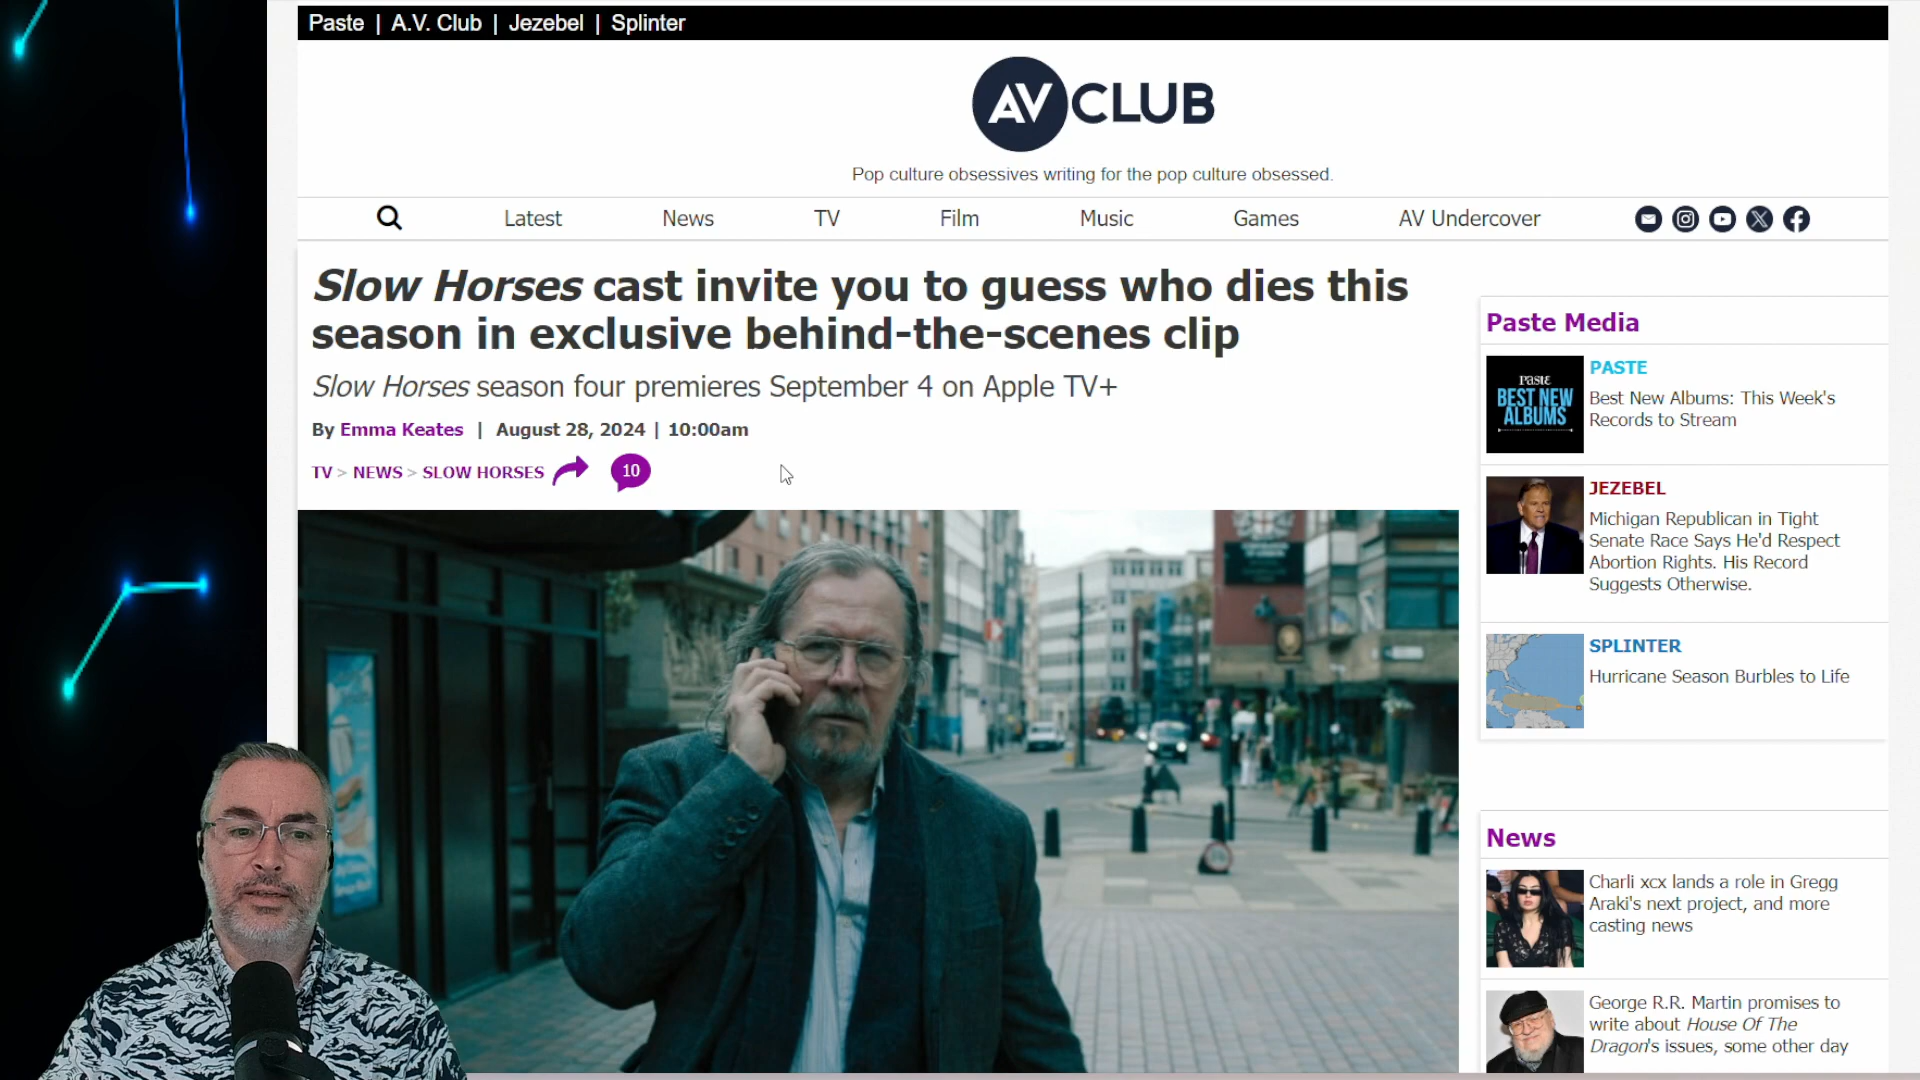 Paste | A.V. Club | Jezebel | Splinter
AV CLUB
Pop culture obsessives writing for the pop culture obsessed.
Latest News TV Film Music Games AV Undercover
Slow Horses cast invite you to guess who dies this
season in exclusive behind-the-scenes clip
Slow Horses season four premieres September 4 on Apple TV+
By Emma Keates | August 28, 2024 | 10:00am
TV > NEWS > SLOW HORSES 10
Paste Media
Paste
BEST NEW
ALBUMS
PASTE
Best New Albums: This Week's
Records to Stream
JEZEBEL
Michigan Republican in Tight
Senate Race Says He'd Respect
Abortion Rights. His Record
Suggests Otherwise.
SPLINTER
Hurricane Season Burbles to Life
News
Charli xcx lands a role in Gregg
Araki's next project, and more
casting news
George R.R. Martin promises to
write about House Of The
Dragon's issues, some other day